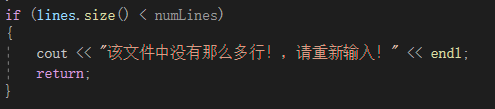 if (lines.size() < numLines)
{
cout << "该文件中没有那么多行！，请重新输入！" << endl;
return;
}